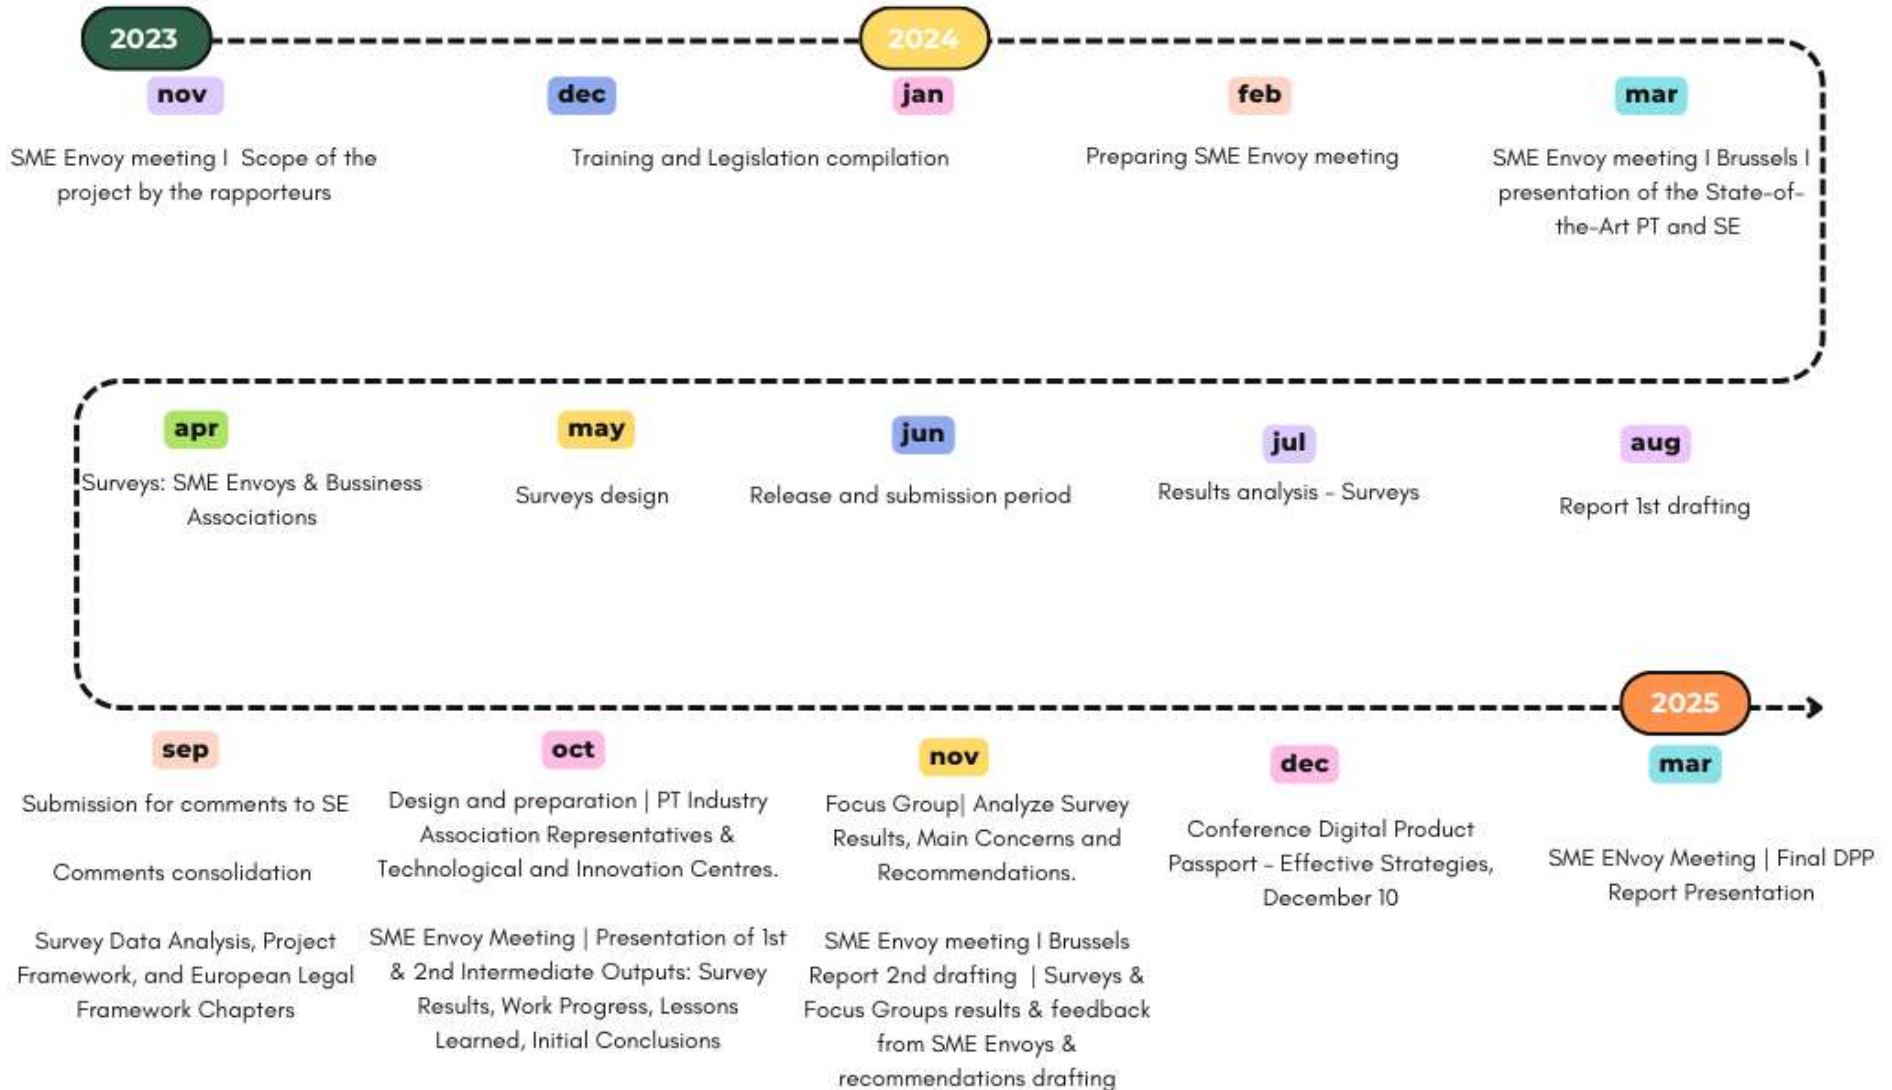 2023
2024
nov
dec
jan
feb
mar
SME Envoy meeting I  Scope of the
project by the rapporteurs
Training and Legislation compilation
Preparing SME Envoy meeting
SME Envoy meeting I Brussels I
presentation of the State-of-
the-Art PT and SE
apr
may
jun
jul
aug
Surveys: SME Envoys & Bussiness
Associations
Surveys design
Release and submission period
Results analysis - Surveys
Report 1st drafting
2025
sep
oct
nov
dec
mar
Submission for comments to SE
Comments consolidation
Survey Data Analysis, Project
Framework, and European Legal
Framework Chapters
Design and preparation | PT Industry
Association Representatives &
Technological and Innovation Centres.
SME Envoy Meeting | Presentation of 1st
& 2nd Intermediate Outputs: Survey
Results, Work Progress, Lessons
Learned, Initial Conclusions
Focus Group| Analyze Survey
Results, Main Concerns and
Recommendations.
SME Envoy meeting I Brussels
Report 2nd drafting  | Surveys &
Focus Groups results & feedback
from SME Envoys &
recommendations drafting
Conference Digital Product
Passport - Effective Strategies,
December 10
SME ENvoy Meeting | Final DPP
Report Presentation